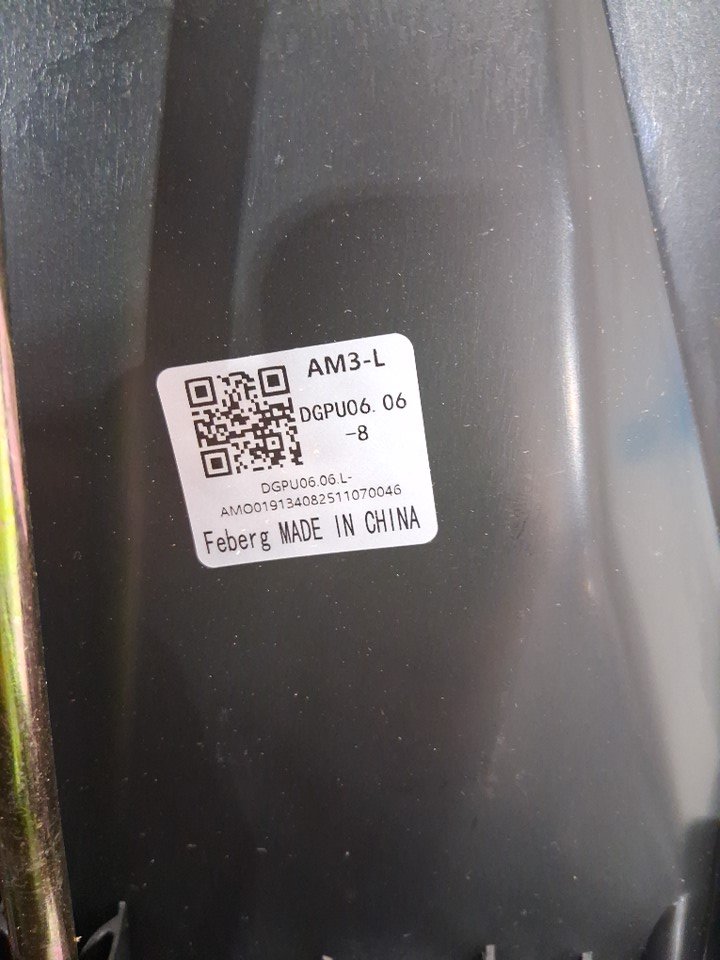 AM3-L
DGPU06.06
-8
DGPU06.06.L-
AMO019134082511070046
Feberg MADE IN CHINA